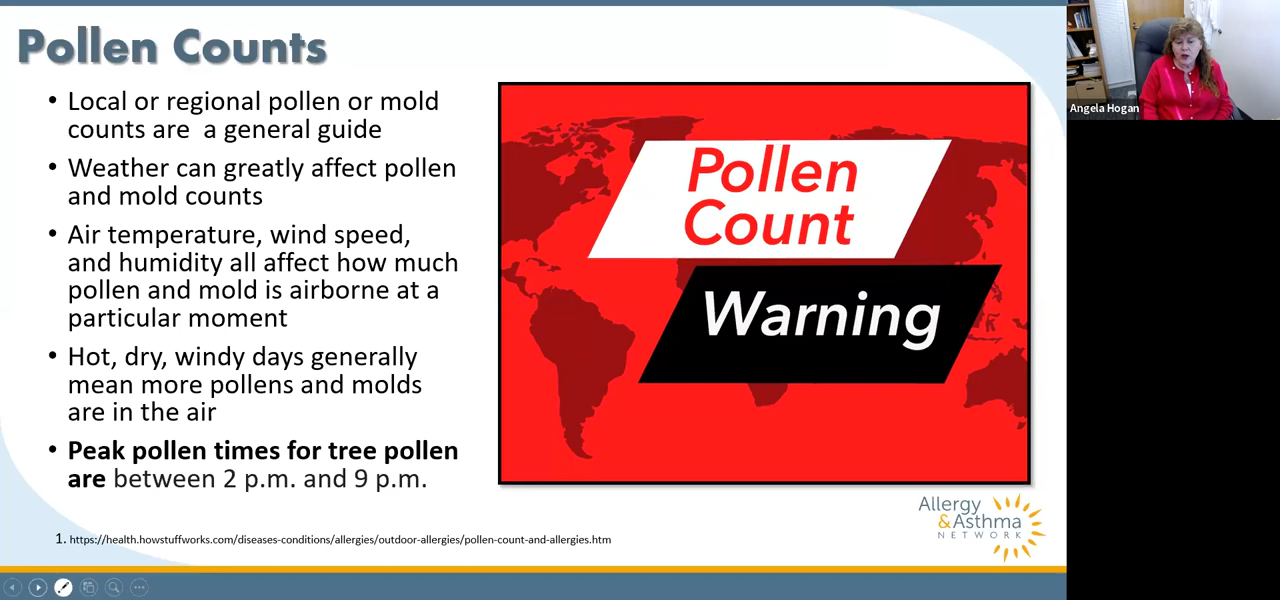 Pollen Counts
• Local or regional pollen or mold
counts are  a general guide
• Weather can greatly affect pollen
and mold counts
• Air temperature, wind speed,
and humidity all affect how much
pollen and mold is airborne at a
particular moment
• Hot, dry, windy days generally
mean more pollens and molds
are in the air
• Peak pollen times for tree pollen
are between 2 p.m. and 9 p.m.
Pollen
Count
Warning
1. https://health.howstuffworks.com/diseases-conditions/allergies/outdoor-allergies/pollen-count-and-allergies.htm
Allergy
&Asthma
NETWORK
Angela Hogan